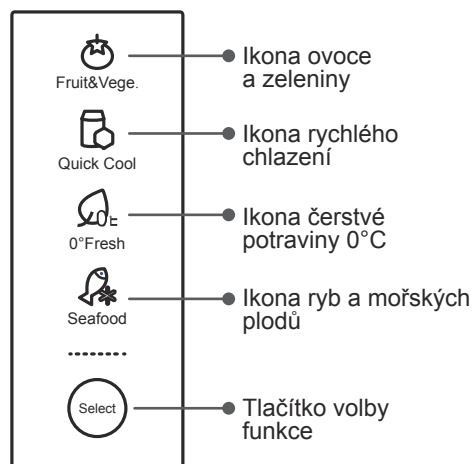 Fruit&Vege.
Ikona ovoce
a zeleniny
Quick Cool
Ikona rychlého
chlazení
0°Fresh
Ikona čerstvé
potraviny 0°C
Seafood
Ikona ryb a mořských
plodů
Select
Tlačítko volby
funkce